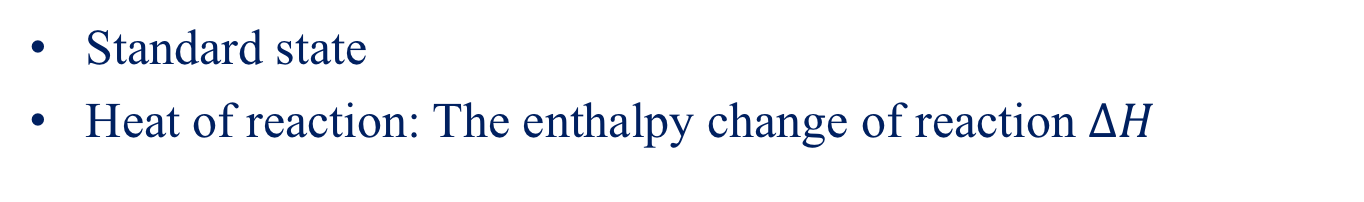 • Standard state
• Heat of reaction: The enthalpy change of reaction Δ𝐻